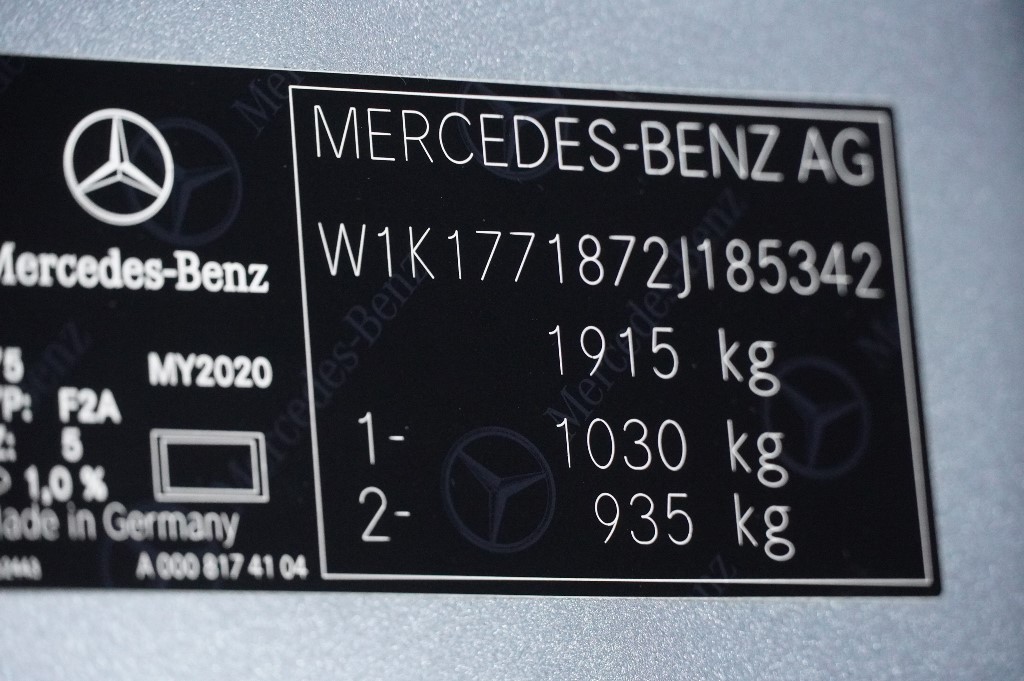 MERCEDES-BENZ AG
W1K1771872J185342
1915 kg
1- 1030 kg
2- 935 kg
Mercedes-Benz
MY2020
F2A
5
1,0 %
Made in Germany
A 000 817 41 04